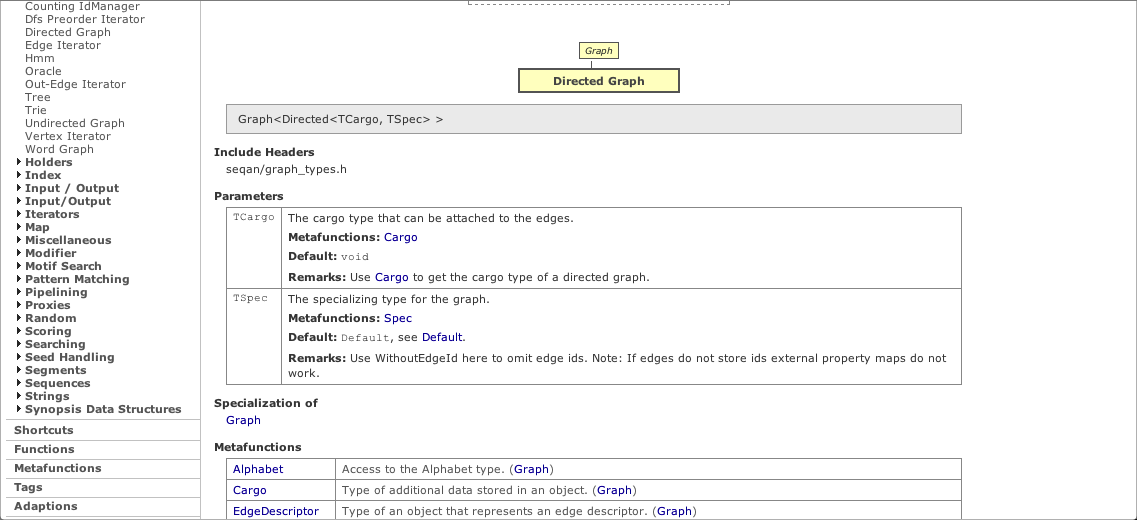 Counting IdManager
Dfs Preorder Iterator
Directed Graph
Edge Iterator
Hmm
Oracle
Out-Edge Iterator
Tree
Trie
Undirected Graph
Vertex Iterator
Word Graph
Holders
Index
Input / Output
Input/Output
Iterators
Map
Miscellaneous
Modifier
Motif Search
Pattern Matching
Pipelining
Proxies
Random
Scoring
Searching
Seed Handling
Segments
Sequences
Strings
Synopsis Data Structures
Shortcuts
Functions
Metafunctions
Tags
Adaptions
Graph
Directed Graph
Graph<Directed<TCargo, TSpec> >
Include Headers
seqan/graph_types.h
Parameters
TCargo The cargo type that can be attached to the edges.
Metafunctions: Cargo
Default: void
Remarks: Use Cargo to get the cargo type of a directed graph.
TSpec The specializing type for the graph.
Metafunctions: Spec
Default: Default, see Default.
Remarks: Use WithoutEdgeId here to omit edge ids. Note: If edges do not store ids external property maps do not
work.
Specialization of
Graph
Metafunctions
Alphabet Access to the Alphabet type. (Graph)
Cargo Type of additional data stored in an object. (Graph)
EdgeDescriptor Type of an object that represents an edge descriptor. (Graph)